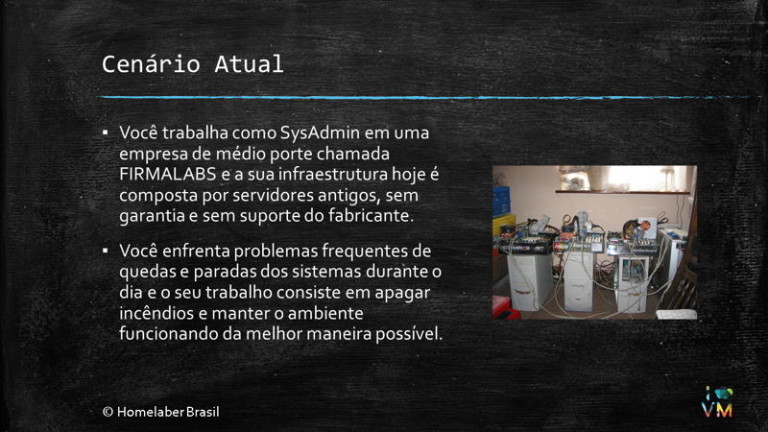 Cenário Atual
▪ Você trabalha como SysAdmin em uma
empresa de médio porte chamada
FIRMALABS e a sua infraestrutura hoje é
composta por servidores antigos, sem
garantia e sem suporte do fabricante.
▪ Você enfrenta problemas frequentes de
quedas e paradas dos sistemas durante o
dia e o seu trabalho consiste em apagar
incêndios e manter o ambiente
funcionando da melhor maneira possível.
© Homelaber Brasil
VM